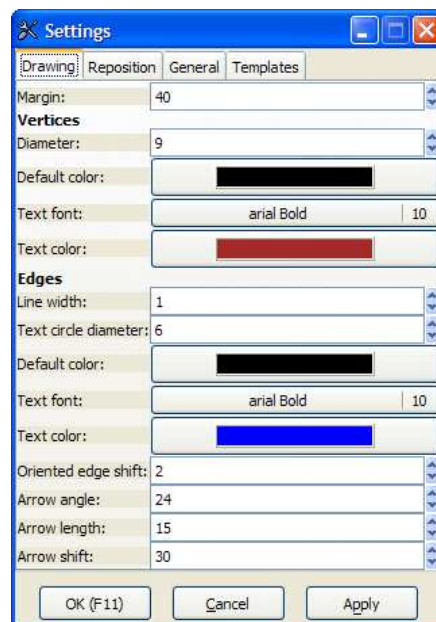 Settings
Drawing Reposition General Templates
Margin: 40
Vertices
Diameter: 9
Default color:
Text font: arial Bold 10
Text color:
Edges
Line width: 1
Text circle diameter: 6
Default color:
Text font: arial Bold 10
Text color:
Oriented edge shift: 2
Arrow angle: 24
Arrow length: 15
Arrow shift: 30
OK (F11) Cancel Apply